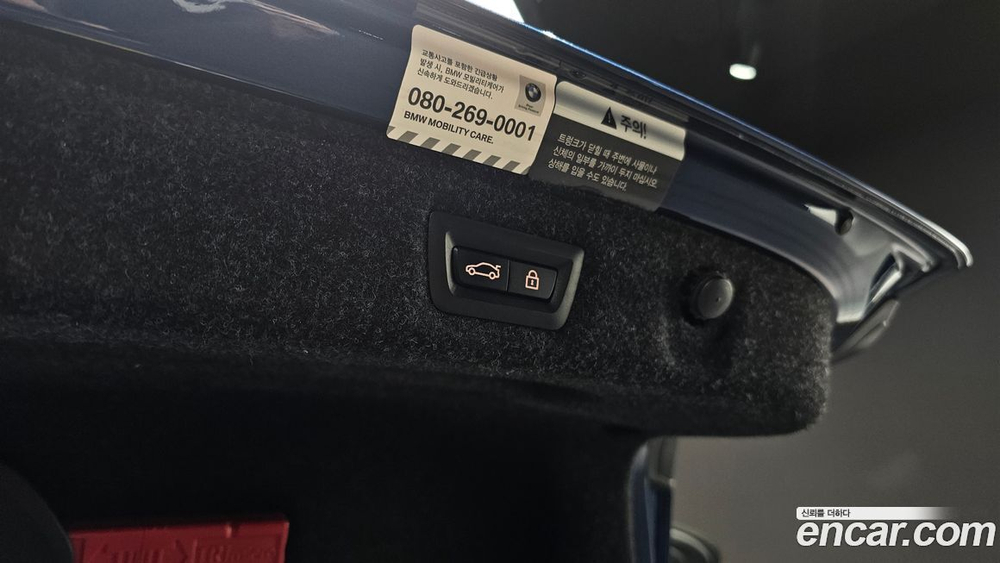 교통사고를 포함한 긴급상황
발생 시, BMW 모빌리티케어가
신속하게 도와드리겠습니다.
080-269-0001
BMW MOBILITY CARE.
주의!
트렁크가 닫힐 때 주변에 사물이나
신체의 일부를 가까이 두지 마십시오
상해를 입을 수도 있습니다.
신뢰를 더하다
encar.com